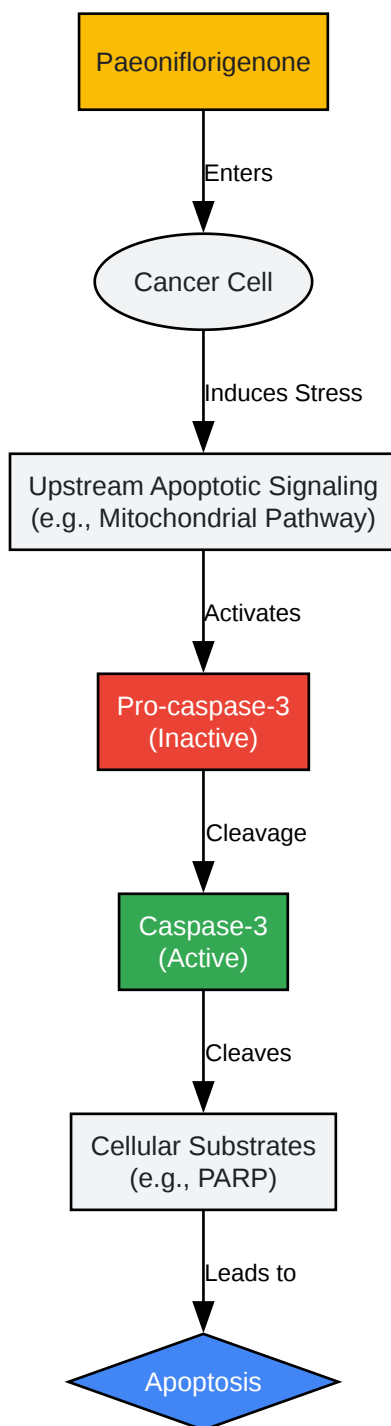 Paeoniflorigenone
Enters
Cancer Cell
Induces Stress
Upstream Apoptotic Signaling
(e.g., Mitochondrial Pathway)
Activates
Pro-caspase-3
(Inactive)
Cleavage
Caspase-3
(Active)
Cleaves
Cellular Substrates
(e.g., PARP)
Leads to
Apoptosis